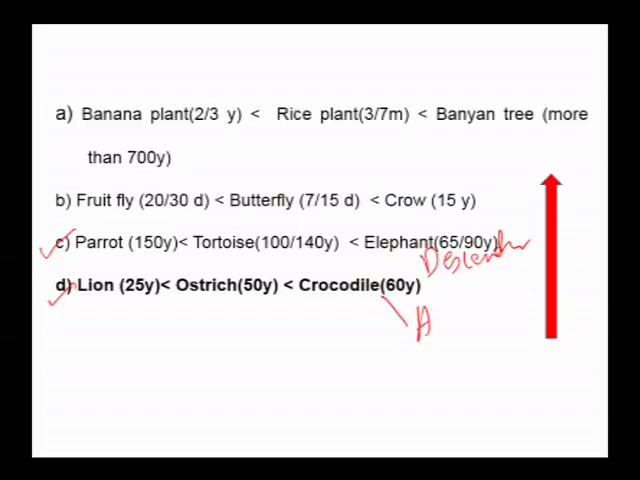 a) Banana plant(2/3 y) < Rice plant(3/7m) < Banyan tree (more
than 700y)
b) Fruit fly (20/30 d) < Butterfly (7/15 d) < Crow (15 y)
c) Parrot (150y)< Tortoise(100/140y) < Elephant(65/90y)
d) Lion (25y)< Ostrich(50y) < Crocodile(60y)
A